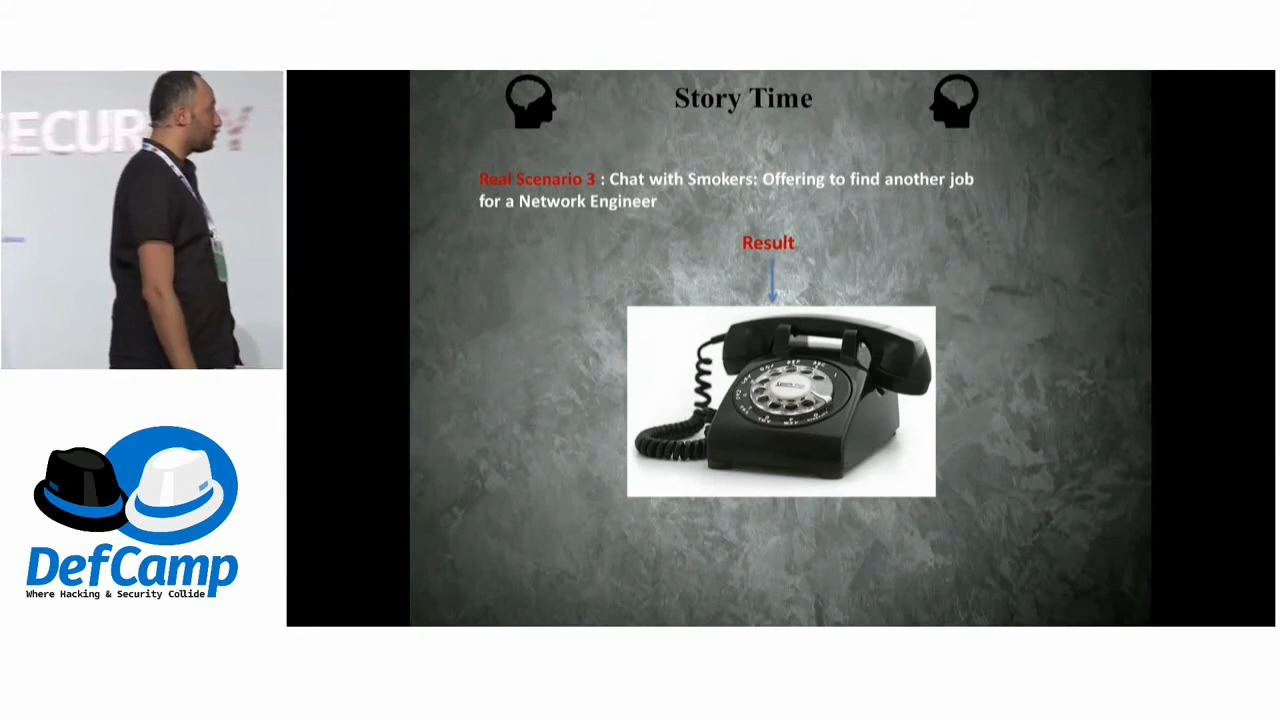 SECURITY
Story Time
Real Scenario 3 : Chat with Smokers: Offering to find another job
for a Network Engineer
Result
DefCamp
Where Hacking & Security Collide